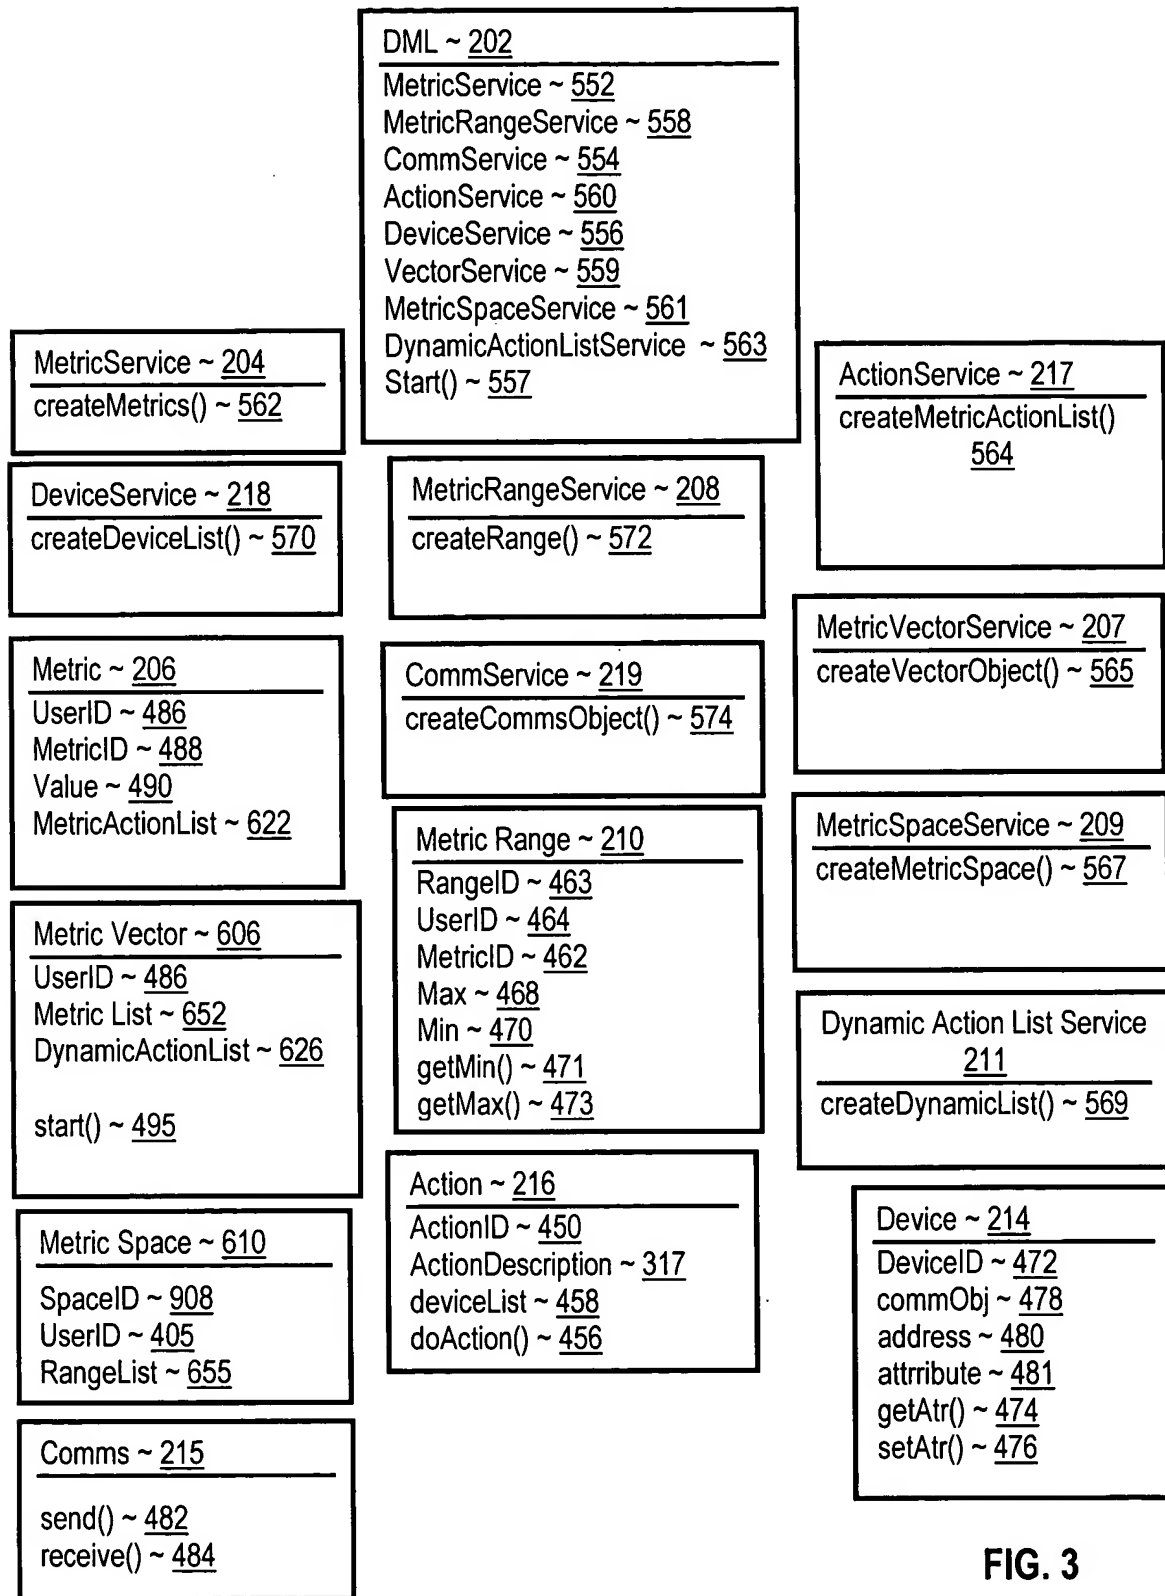 DML ~ 202
MetricService ~ 552
MetricRangeService ~ 558
CommService ~ 554
ActionService ~ 560
DeviceService ~ 556
VectorService ~ 559
MetricSpaceService ~ 561
DynamicActionListService ~ 563
Start() ~ 557
MetricService ~ 204
createMetrics() ~ 562
ActionService ~ 217
createMetricActionList()
564
DeviceService ~ 218
createDeviceList() ~ 570
MetricRangeService ~ 208
createRange() ~ 572
MetricVectorService ~ 207
createVectorObject() ~ 565
Metric ~ 206
UserID ~ 486
MetricID ~ 488
Value ~ 490
MetricActionList ~ 622
CommService ~ 219
createCommsObject() ~ 574
MetricSpaceService ~ 209
createMetricSpace() ~ 567
Metric Range ~ 210
RangeID ~ 463
UserID ~ 464
MetricID ~ 462
Max ~ 468
Min ~ 470
getMin() ~ 471
getMax() ~ 473
Metric Vector ~ 606
UserID ~ 486
Metric List ~ 652
DynamicActionList ~ 626
start() ~ 495
Dynamic Action List Service
211
createDynamicList() ~ 569
Action ~ 216
ActionID ~ 450
ActionDescription ~ 317
deviceList ~ 458
doAction() ~ 456
Device ~ 214
DeviceID ~ 472
commObj ~ 478
address ~ 480
attrribute ~ 481
getAtr() ~ 474
setAtr() ~ 476
Metric Space ~ 610
SpaceID ~ 908
UserID ~ 405
RangeList ~ 655
Comms ~ 215
send() ~ 482
receive() ~ 484
FIG. 3